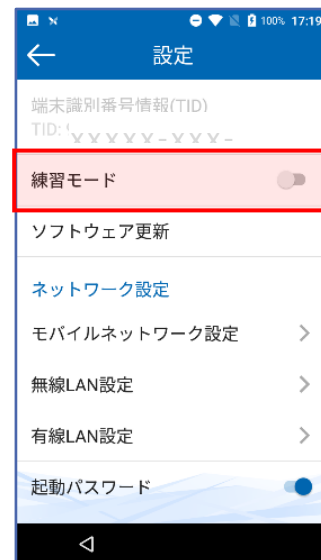 100% 17:19
設定
端末識別番号情報(TID)
TID:
XXXXX-XXX-
練習モード
ソフトウェア更新
ネットワーク設定
モバイルネットワーク設定
無線LAN設定
有線LAN設定
起動パスワード